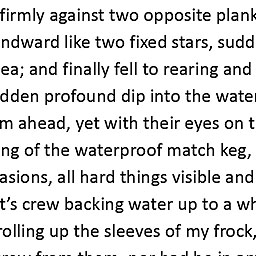 firmly against two opposite plank
ndward like two fixed stars, sudd
ea; and finally fell to rearing and
dden profound dip into the water
m ahead, yet with their eyes on t
ng of the waterproof match keg,
asions, all hard things visible and
t's crew backing water up to a wh
rolling up the sleeves of my frock,